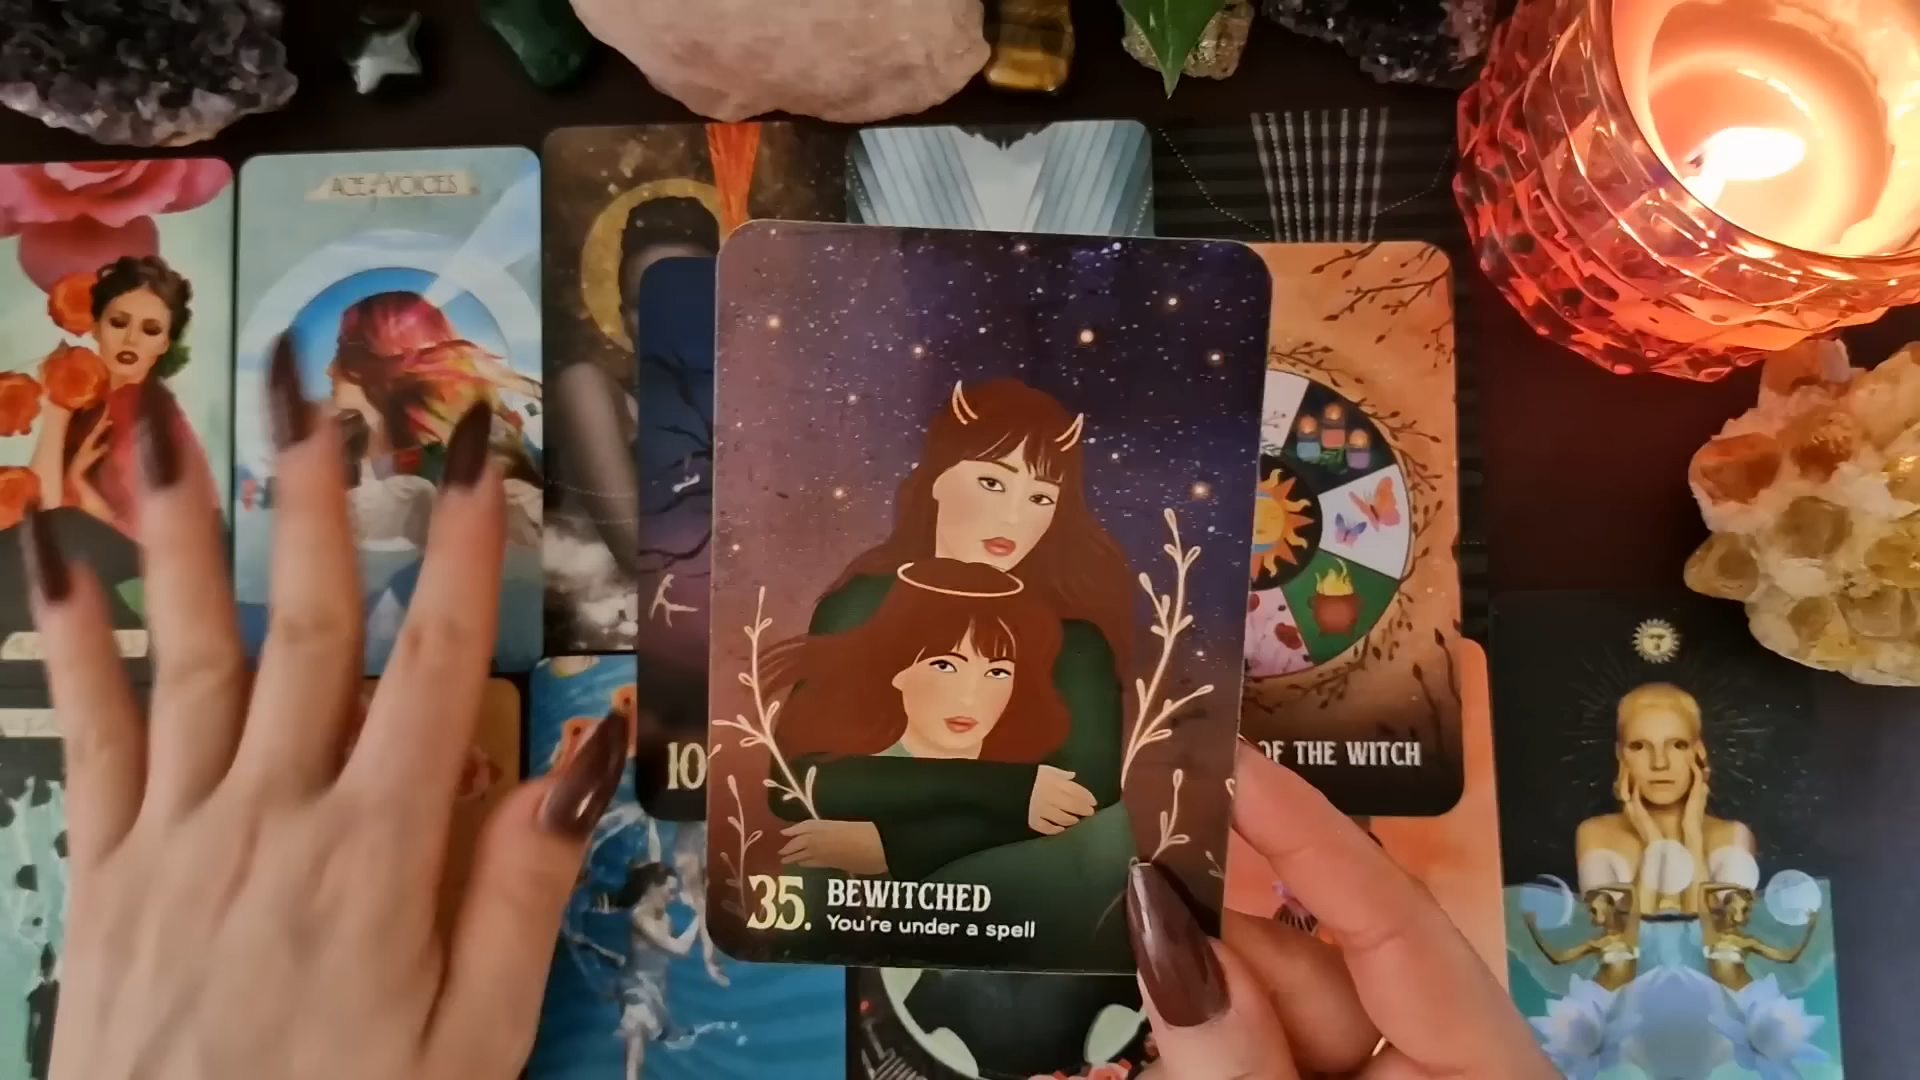 ACE of VOICES
10
OF THE WITCH
35. BEWITCHED
You're under a spell